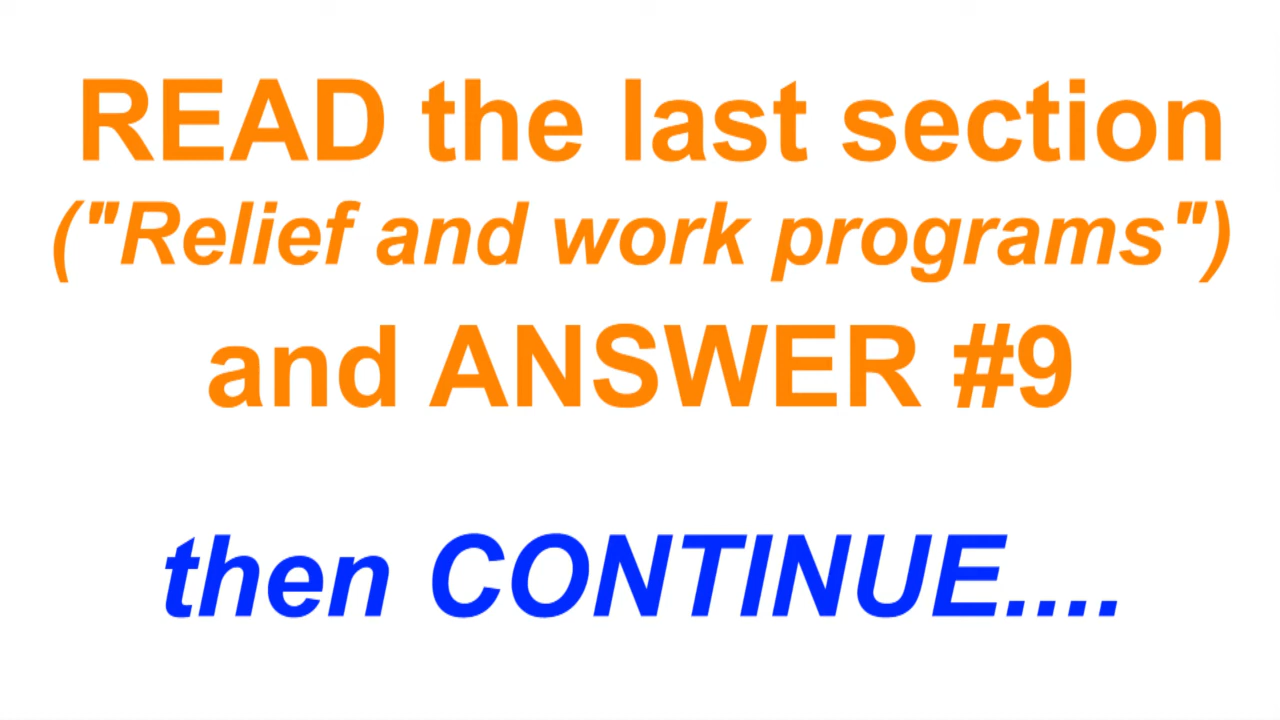 READ the last section
("Relief and work programs")
and ANSWER #9
then CONTINUE....